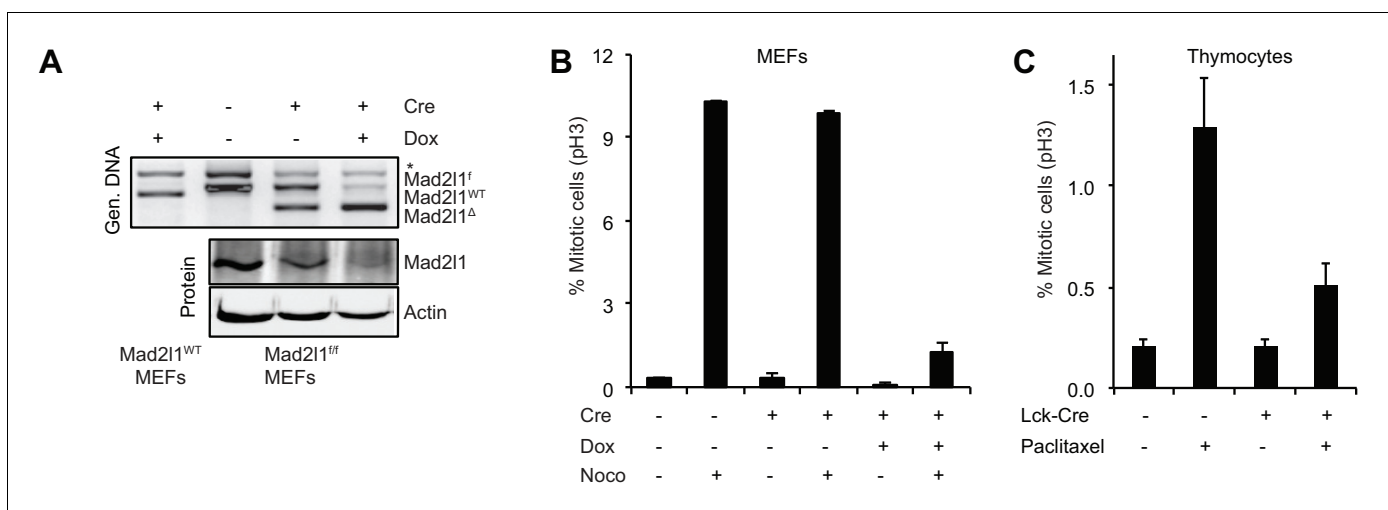 A
+ - + + Cre
+ - - + Dox
Gen. DNA
*
Mad2l1f
Mad2l1WT
Mad2l1Δ
Protein
Mad2l1
Actin
Mad2l1WT
MEFs
Mad2l1f/f
MEFs
B
MEFs
% Mitotic cells (pH3)
12
9
6
3
0
Cre - - + + + +
Dox - - - - + +
Noco - + - + - +
C
Thymocytes
% Mitotic cells (pH3)
1.5
1.0
0.5
0.0
Lck-Cre - - + +
Paclitaxel - + - +